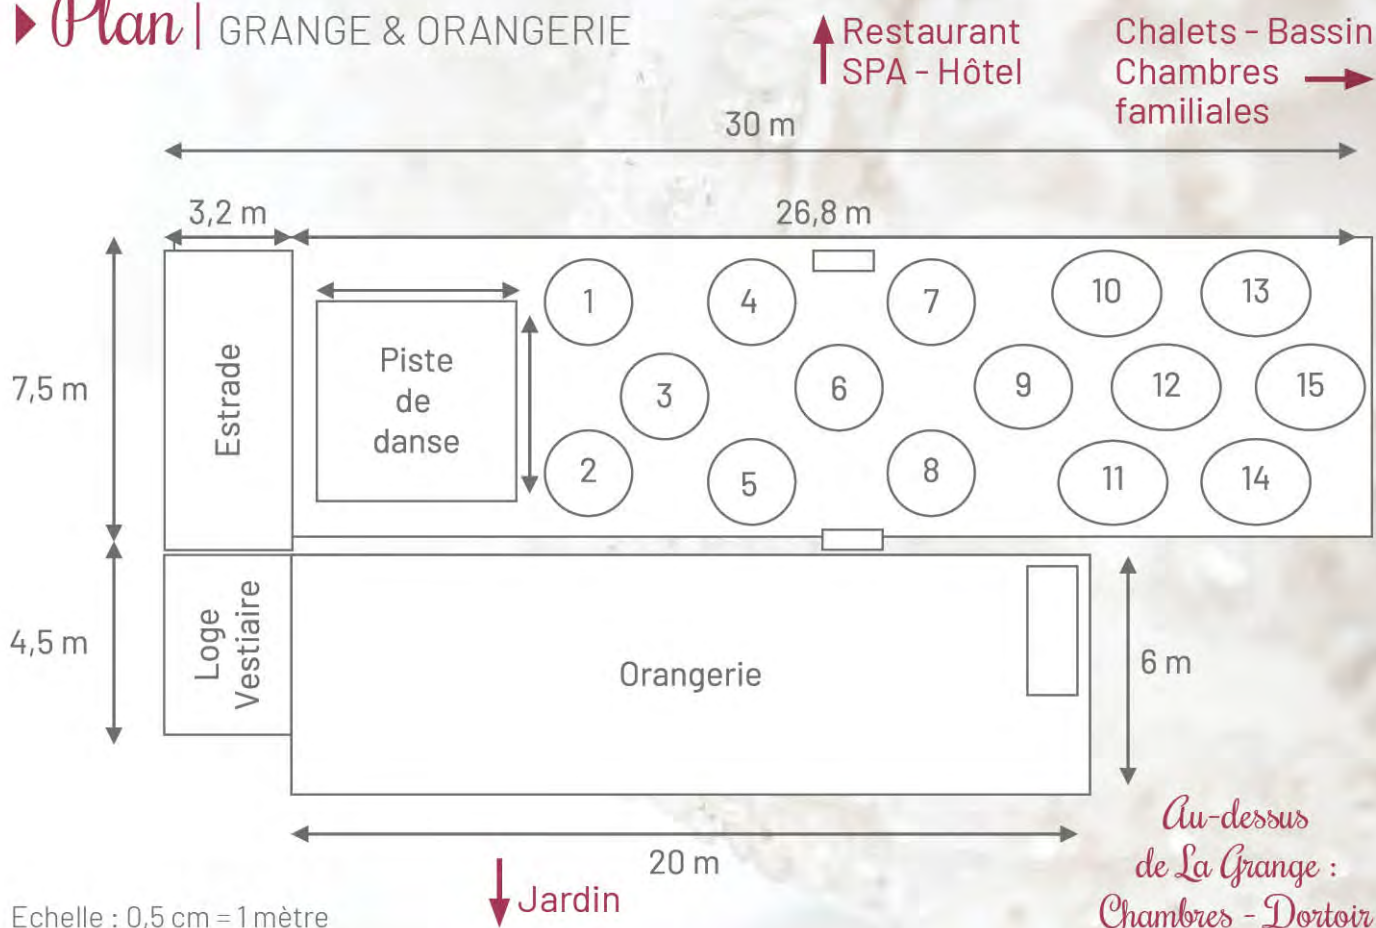 Plan | GRANGE & ORANGERIE
Restaurant
SPA - Hôtel
Chalets - Bassin
Chambres
familiales
30 m
3,2 m
26,8 m
7,5 m
Estrade
Piste
de
danse
1
2
3
4
5
6
7
8
9
10
11
12
13
14
15
4,5 m
Loge
Vestiaire
Orangerie
6 m
20 m
Jardin
Au-dessus
de La Grange :
Chambres - Dortoir
Echelle : 0,5 cm = 1 mètre